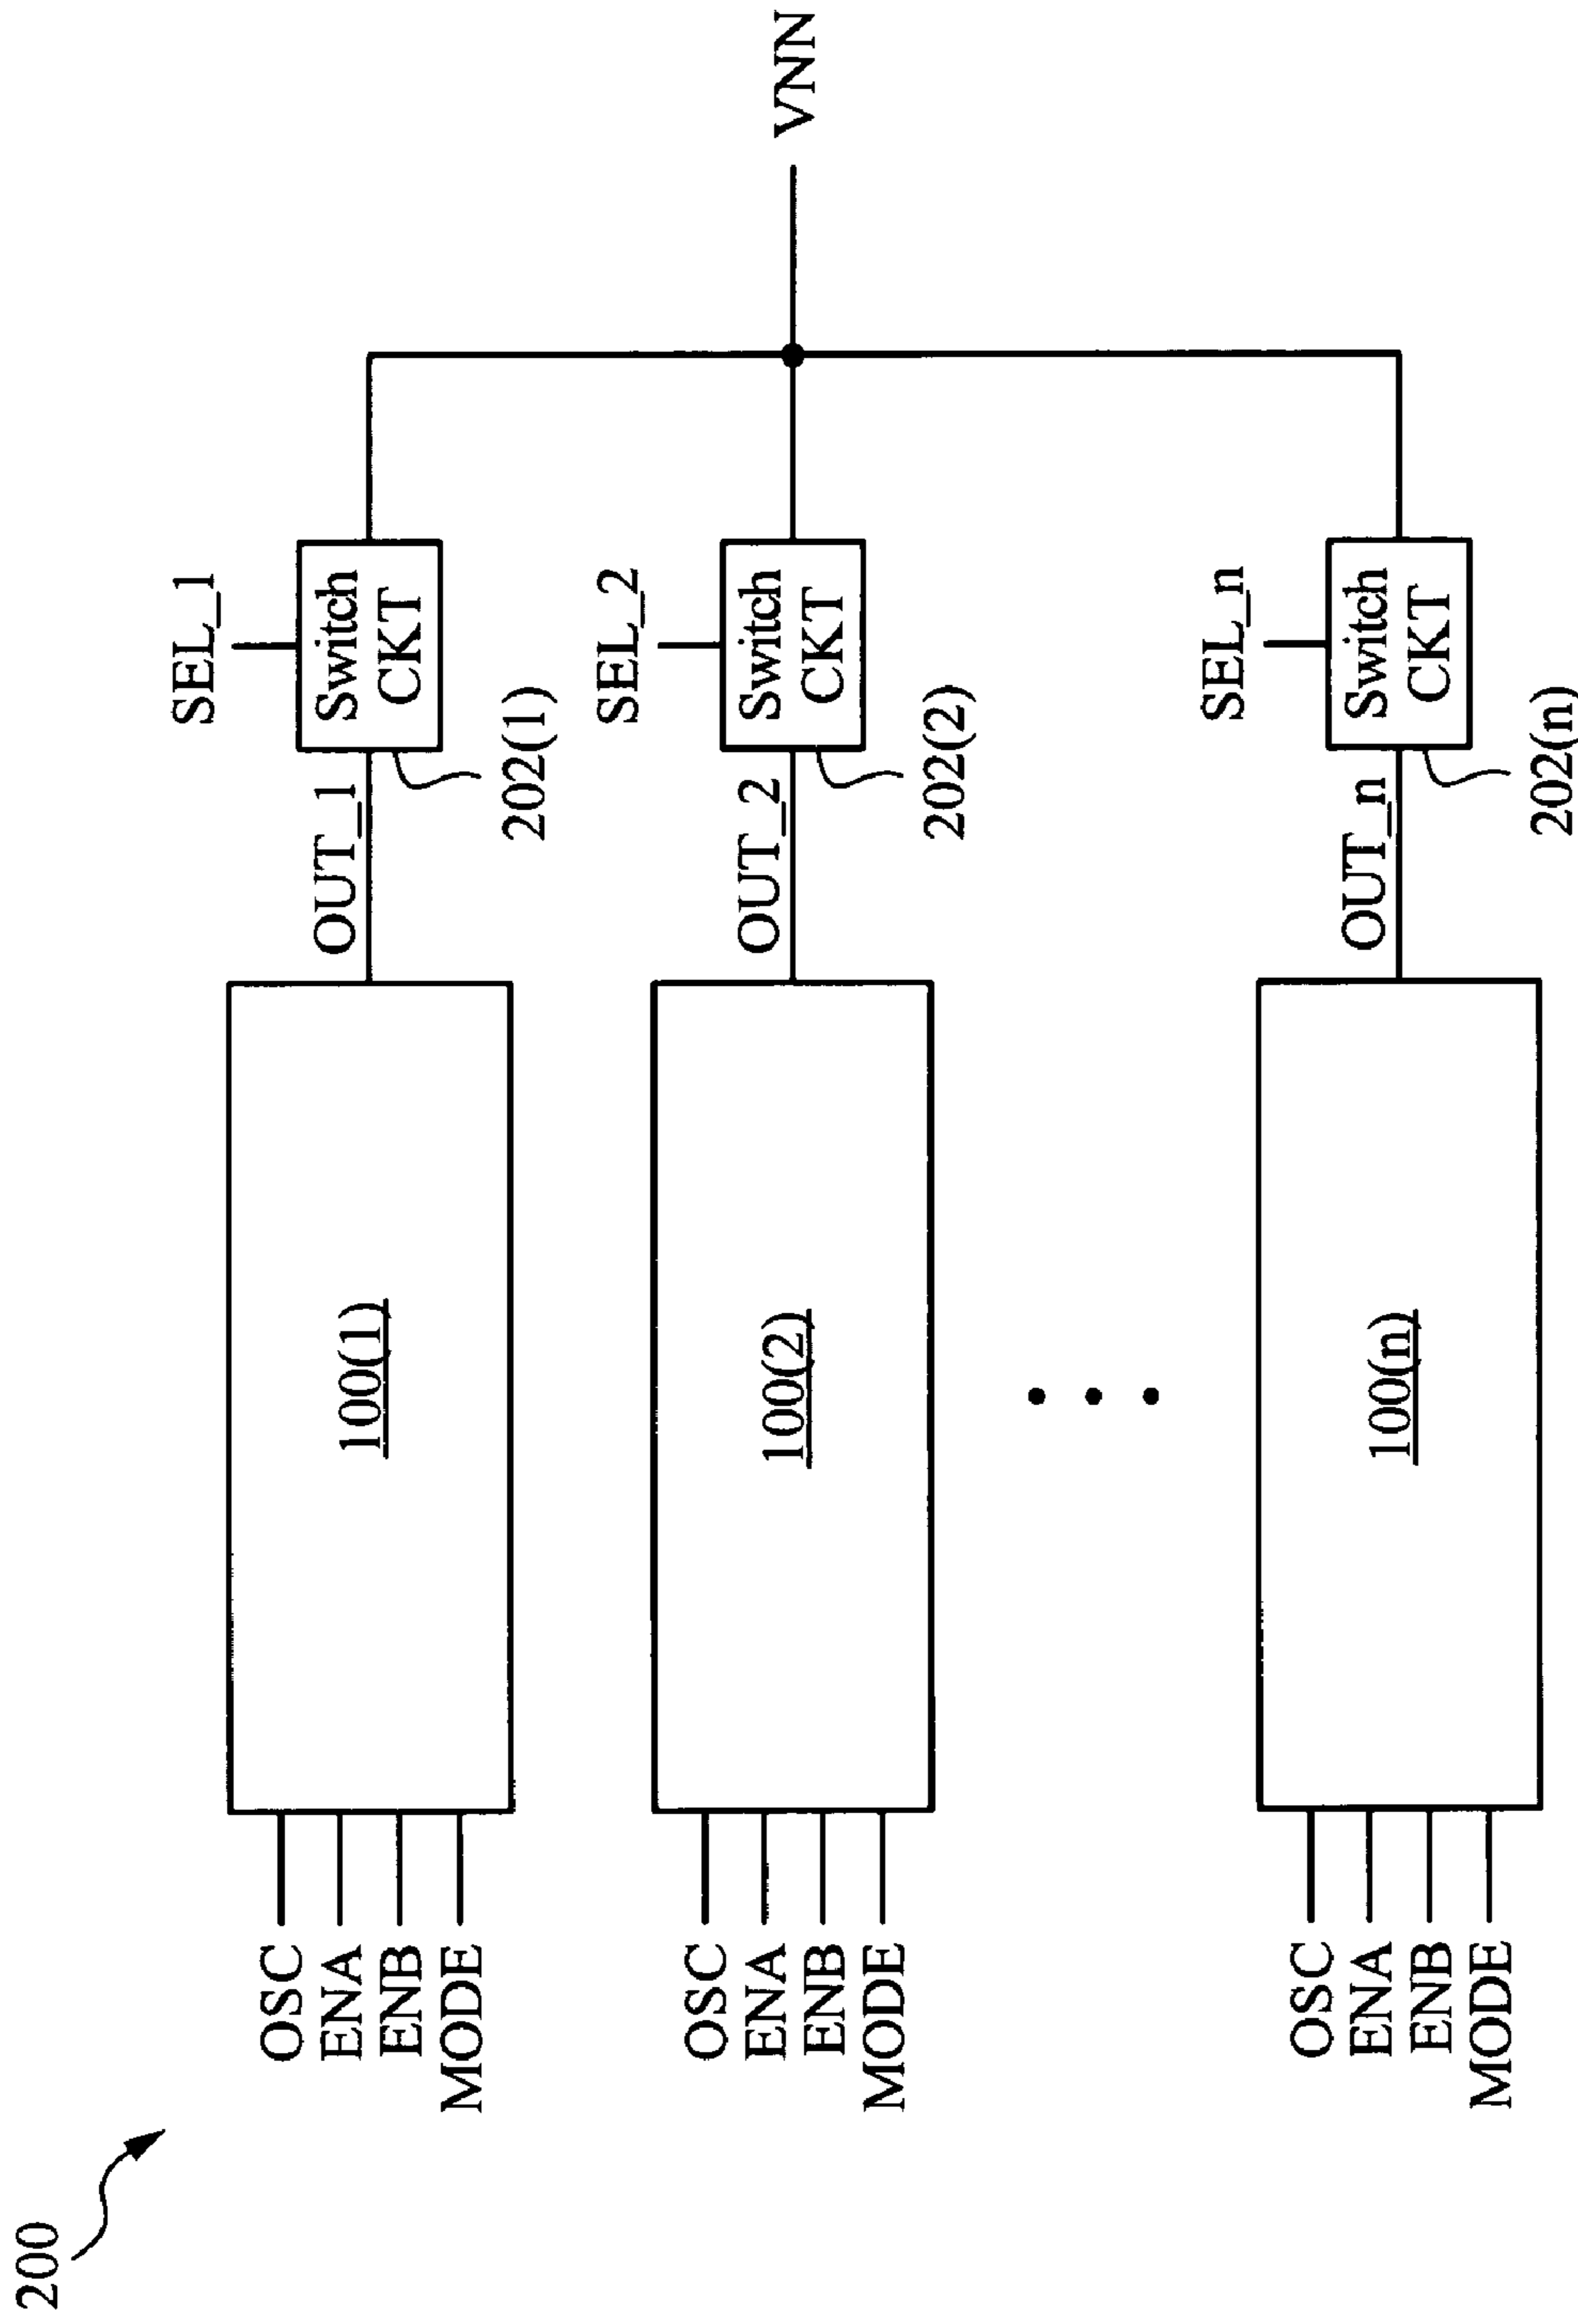 200
OSC
ENA
ENB
MODE
100(1)
OUT_1
SEL_1
Switch
CKT
202(1)
OSC
ENA
ENB
MODE
100(2)
OUT_2
SEL_2
Switch
CKT
202(2)
VNN
OSC
ENA
ENB
MODE
100(n)
OUT_n
SEL_n
Switch
CKT
202(n)